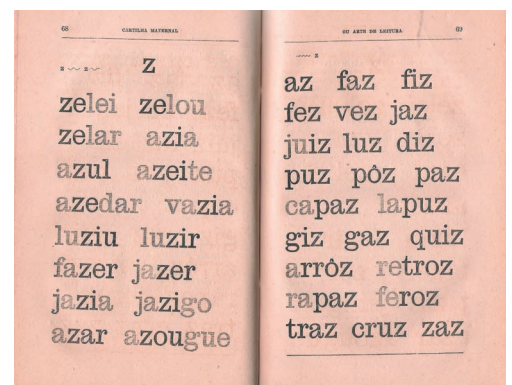 68 CARTILHA MATERNAL
z
zelei zelou
zelar azia
azul azeite
azedar vazia
luziu luzir
fazer jazer
jazia jazigo
azar azougue
OU ARTE DE LEITURA 69
z
az faz fiz
fez vez jaz
juiz luz diz
puz pôz paz
capaz lapuz
giz gaz quiz
arrôz retroz
rapaz feroz
traz cruz zaz